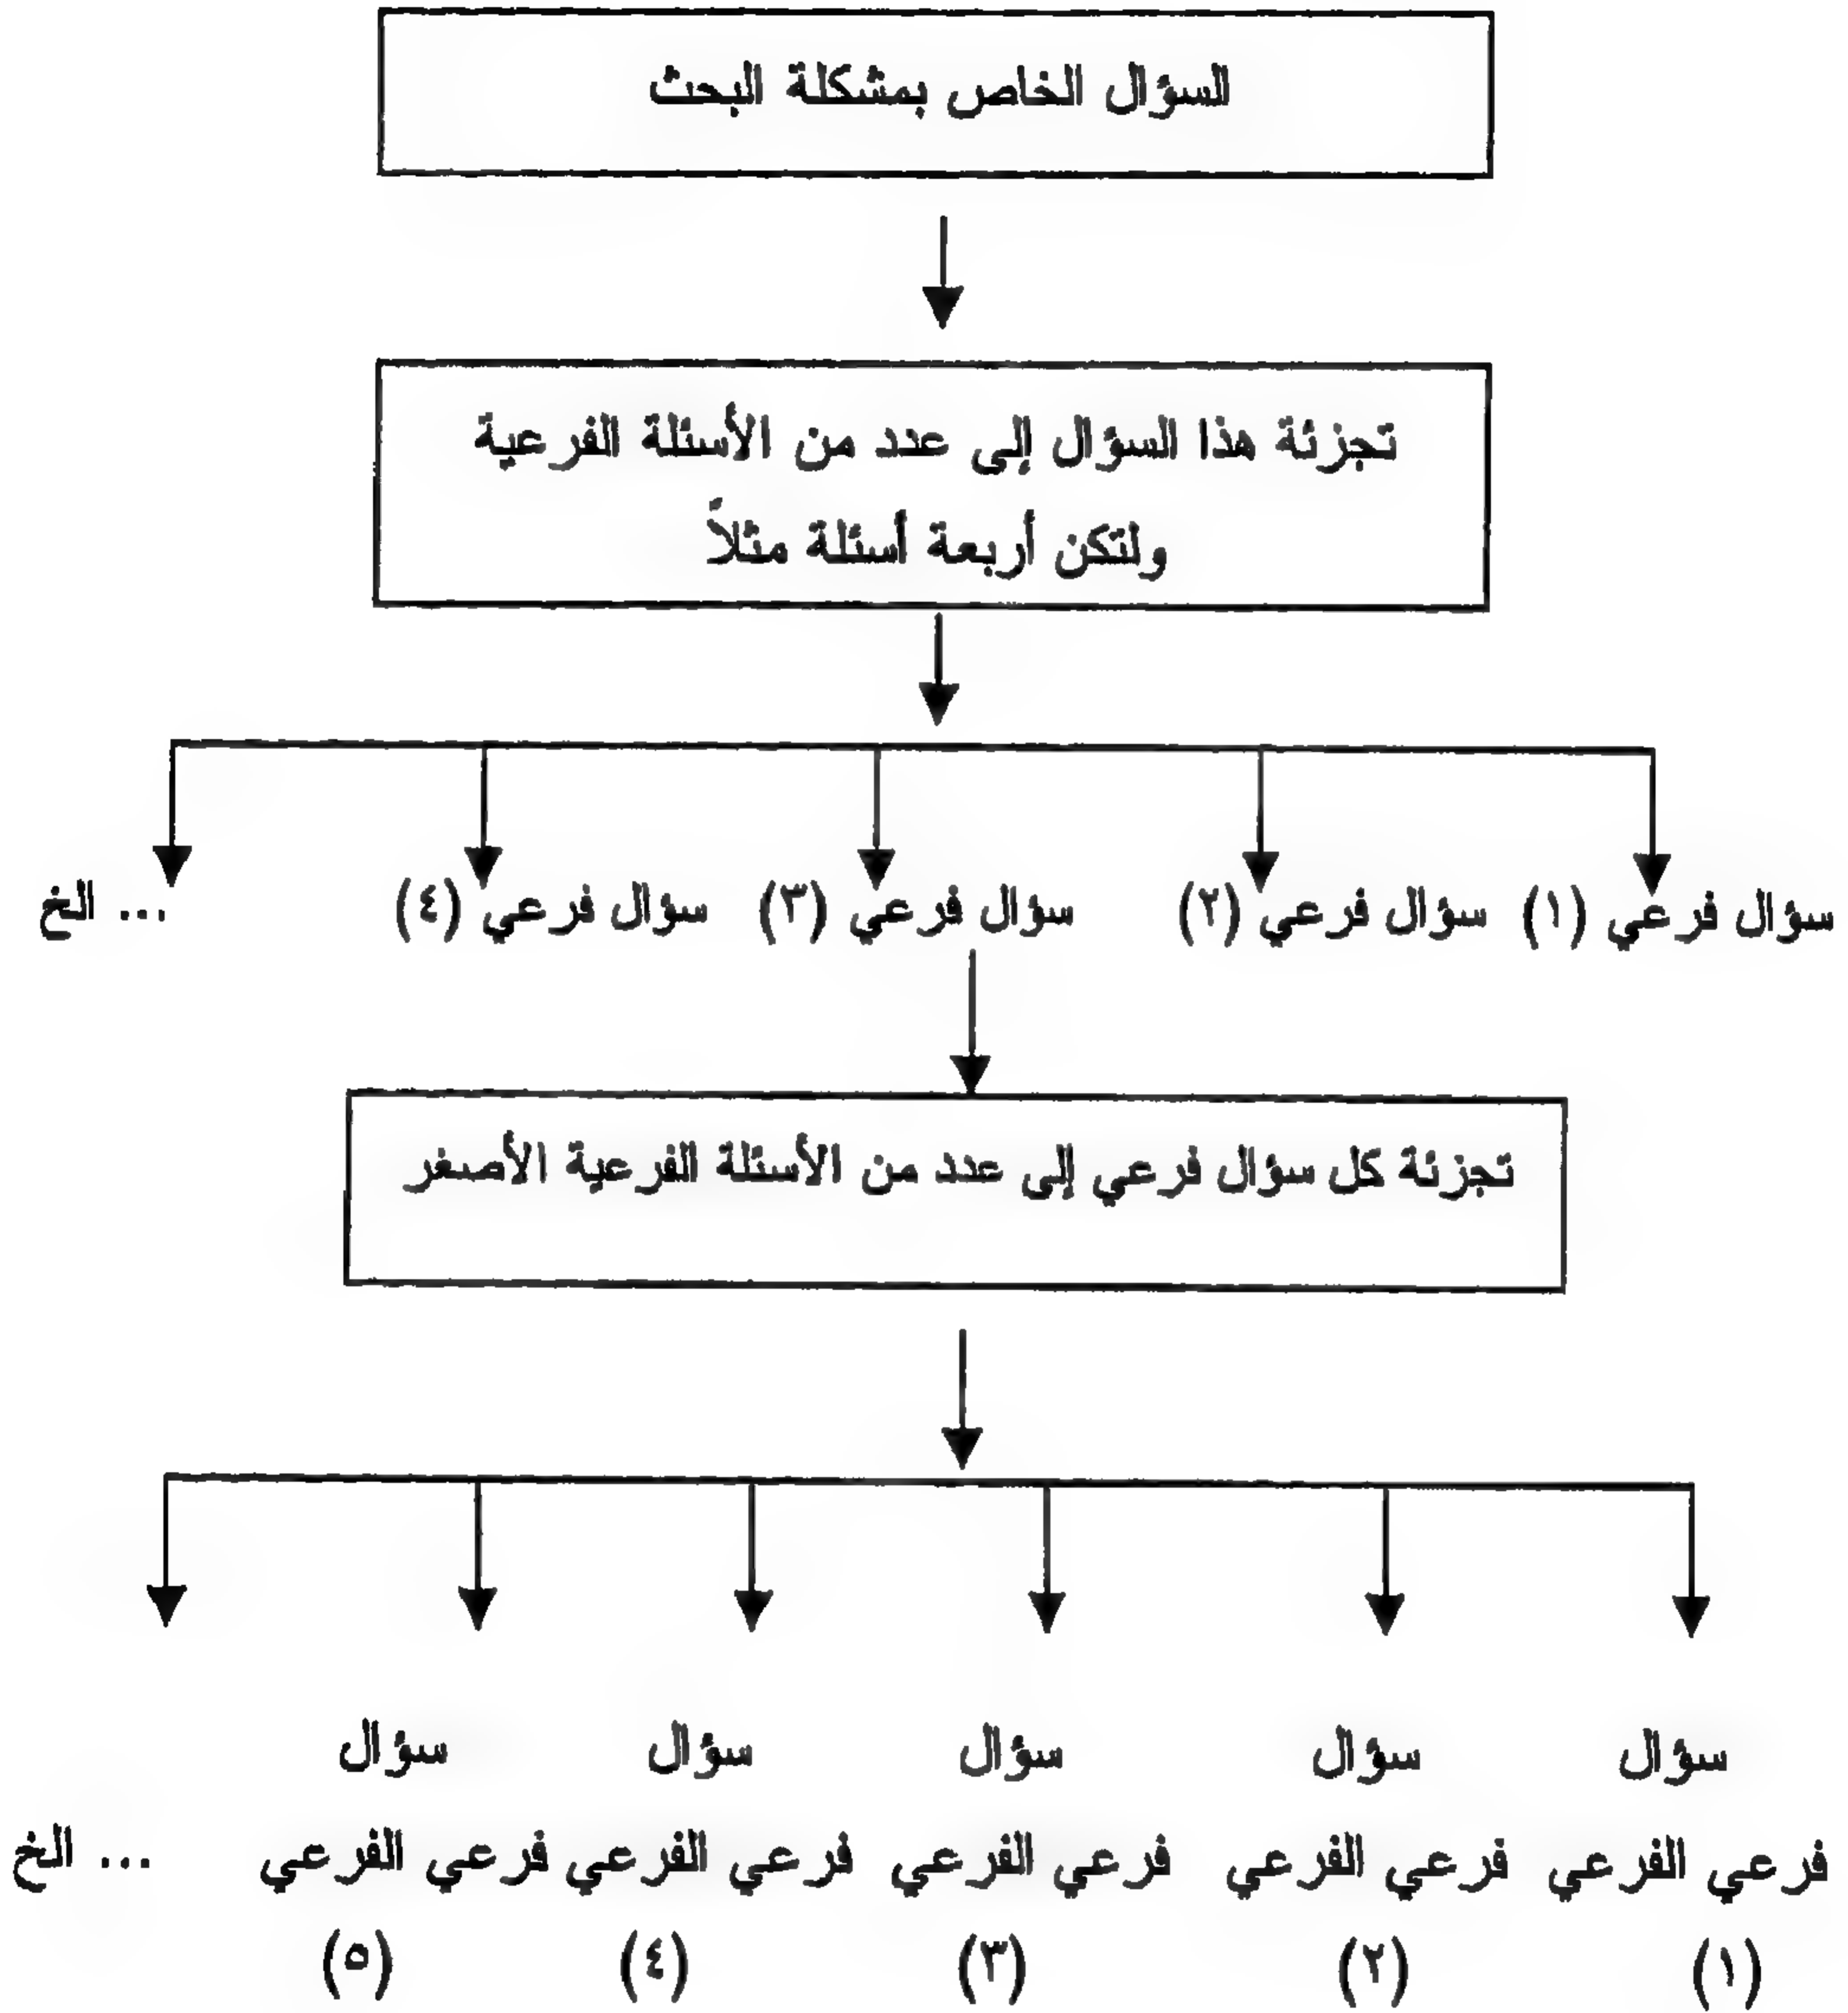 السؤال الخاص بمشكلة البحث
تجزئة هذا السؤال إلى عدد من الأسئلة الفرعية
ولتكن أربعة أسئلة مثلاً
سؤال فرعي (١) سؤال فرعي (٢) سؤال فرعي (٣) سؤال فرعي (٤) ... الخ
تجزئة كل سؤال فرعي إلى عدد من الأسئلة الفرعية الأصغر
سؤال سؤال سؤال سؤال سؤال
فرعي الفرعي فرعي الفرعي فرعي الفرعي فرعي الفرعي فرعي الفرعي ... الخ
(١) (٢) (٣) (٤) (٥)